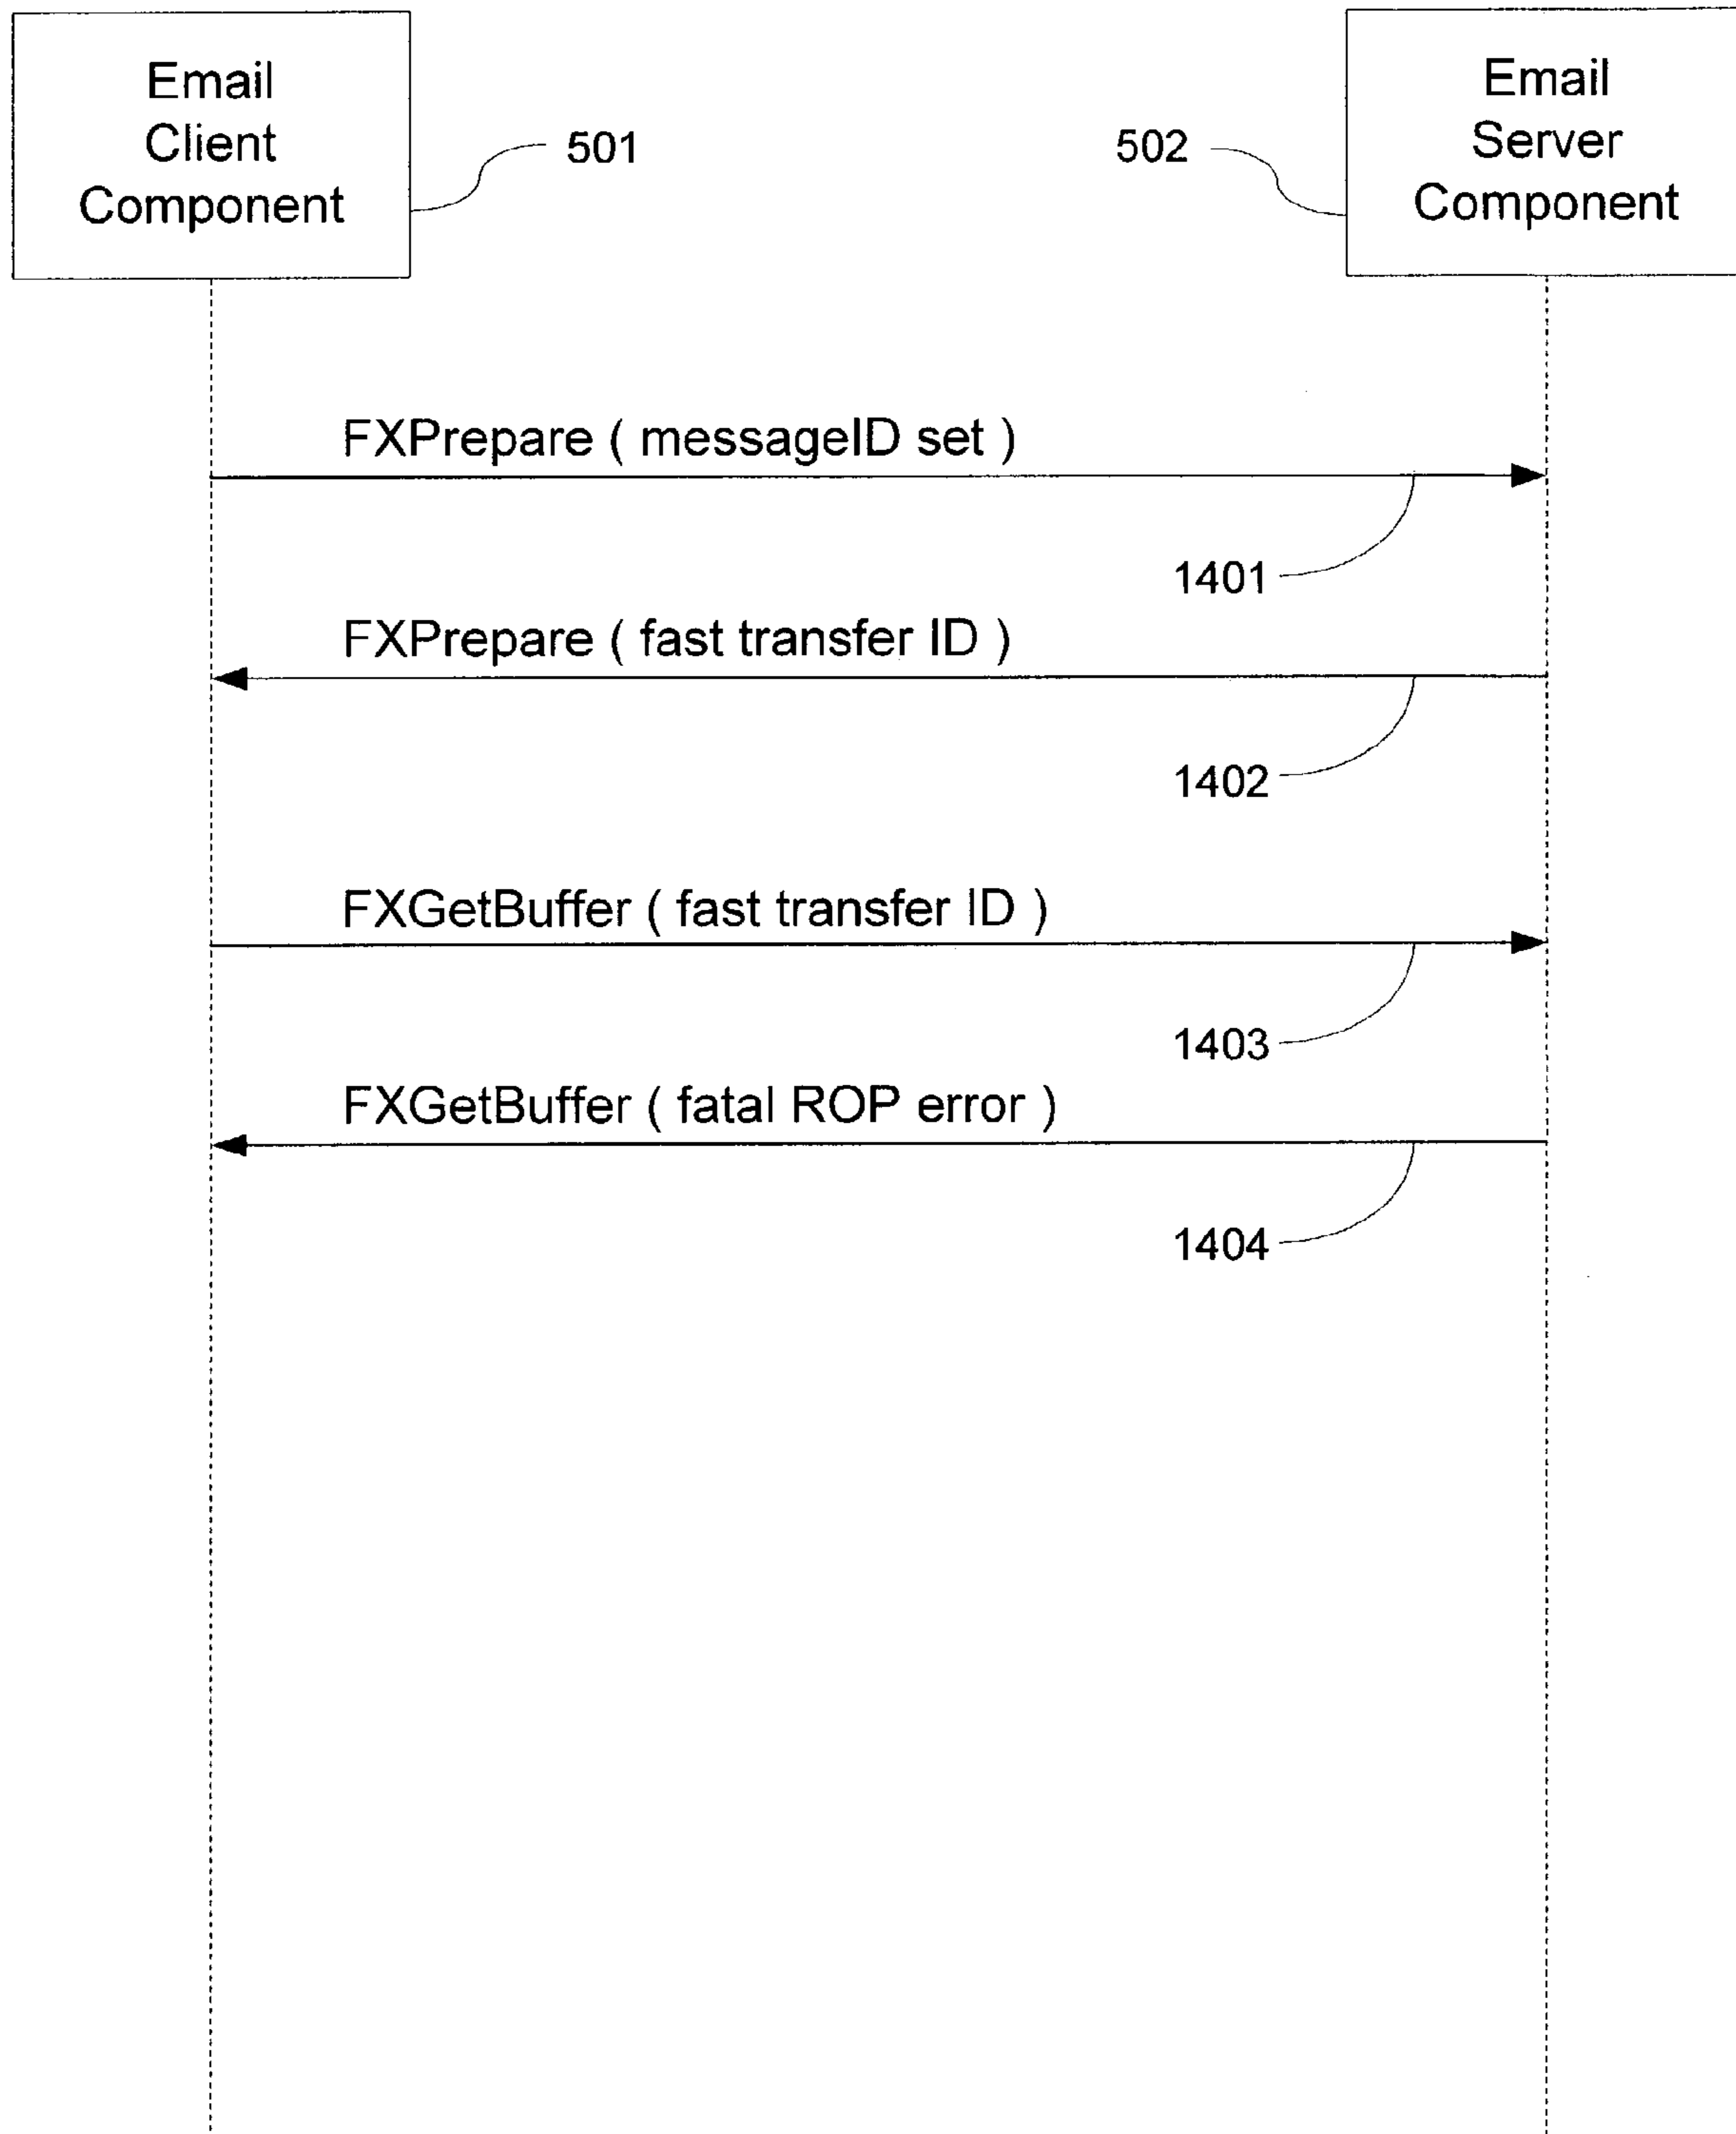 Email
Client
Component
501
502
Email
Server
Component
FXPrepare ( messageID set )
1401
FXPrepare ( fast transfer ID )
1402
FXGetBuffer ( fast transfer ID )
1403
FXGetBuffer ( fatal ROP error )
1404